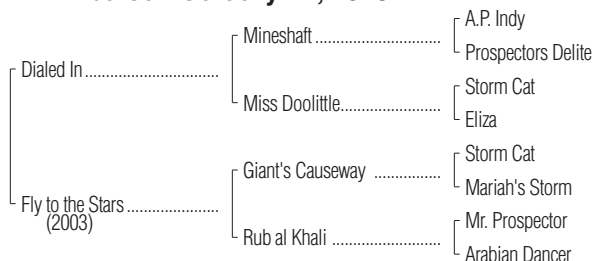 A.P. Indy
Mineshaft
Prospectors Delite
Dialed In
Storm Cat
Miss Doolittle
Eliza
Storm Cat
Giant's Causeway
Mariah's Storm
Fly to the Stars
(2003)
Mr. Prospector
Rub al Khali
Arabian Dancer